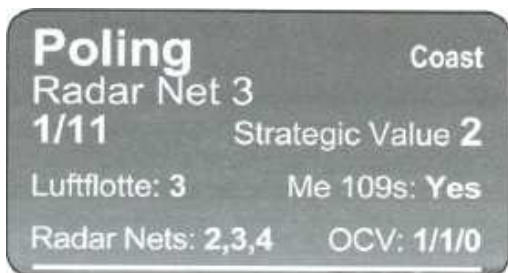 Poling Coast
Radar Net 3
1/11 Strategic Value 2
Luftflotte: 3 Me 109s: Yes
Radar Nets: 2,3,4 OCV: 1/1/0